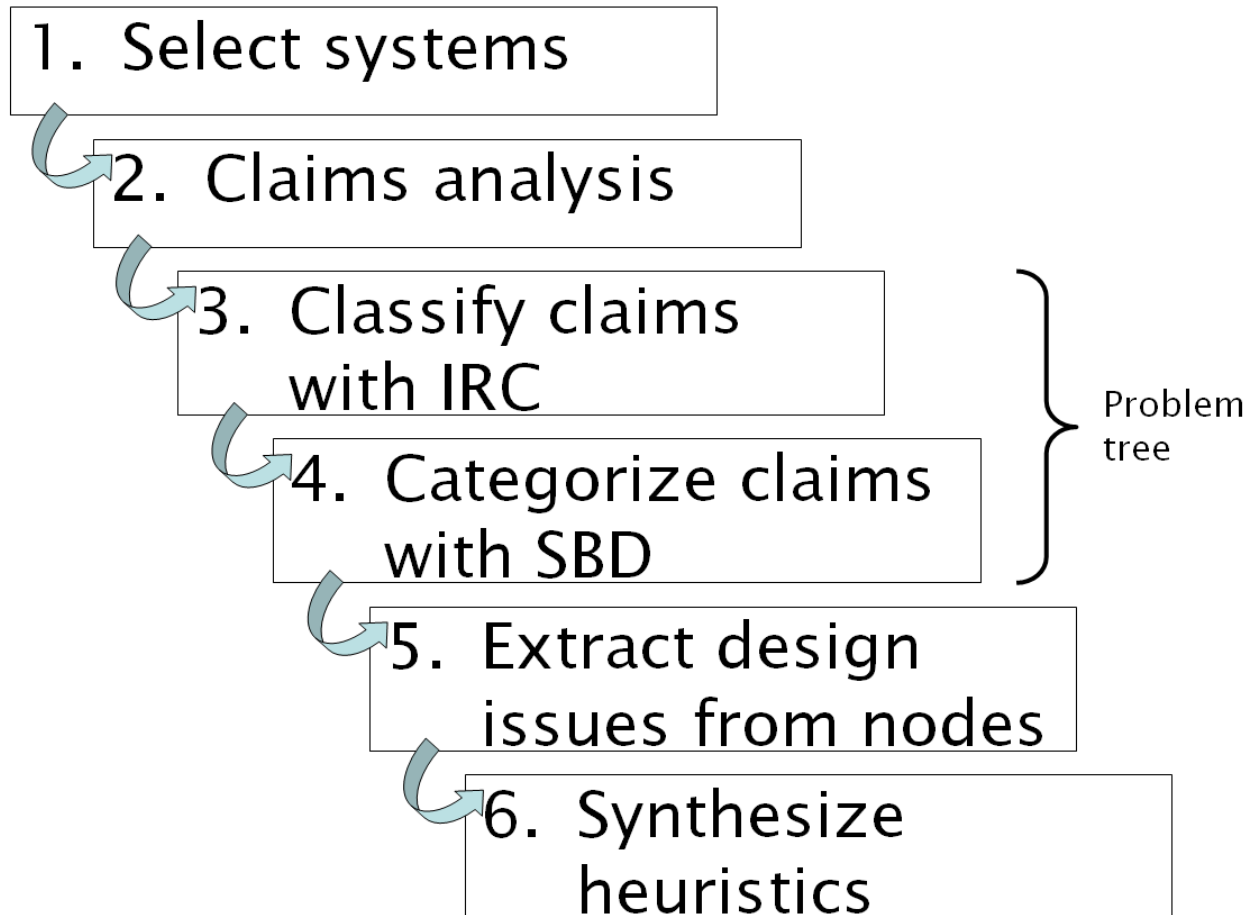 1. Select systems
2. Claims analysis
3. Classify claims
with IRC
4. Categorize claims
with SBD
Problem
tree
5. Extract design
issues from nodes
6. Synthesize
heuristics